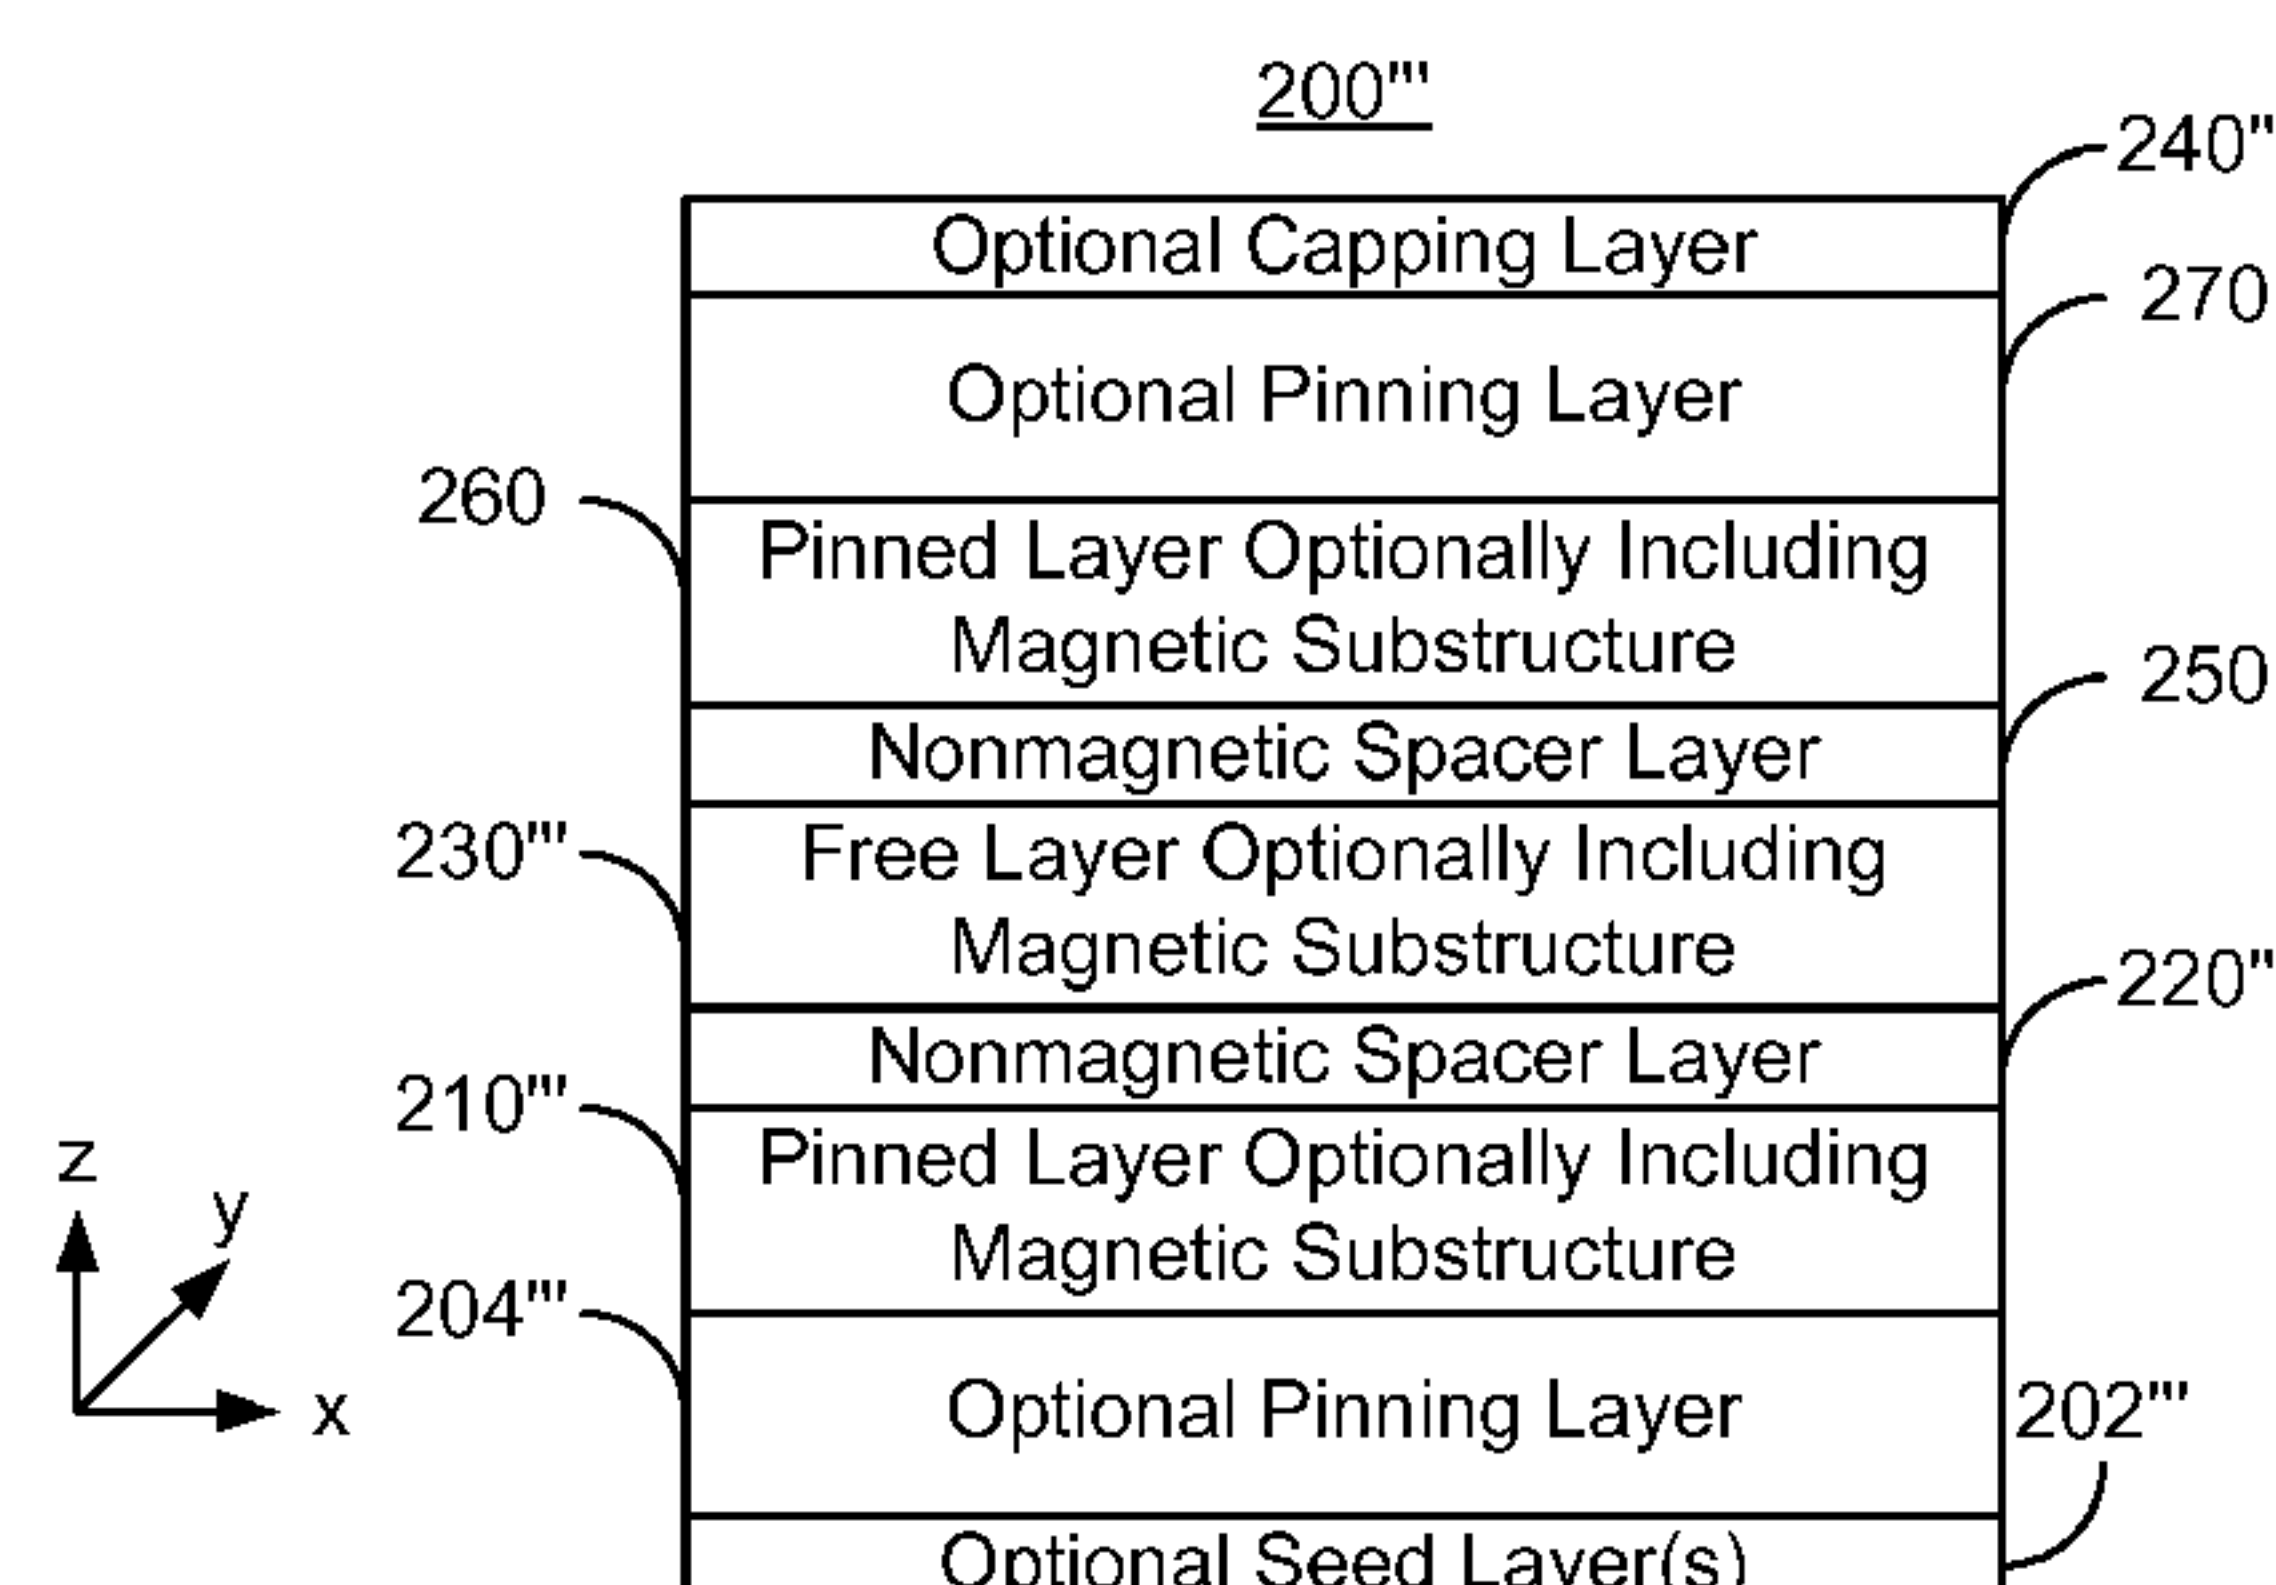 200'''
240"
Optional Capping Layer
270
Optional Pinning Layer
260
Pinned Layer Optionally Including
Magnetic Substructure
250
Nonmagnetic Spacer Layer
230'''
Free Layer Optionally Including
Magnetic Substructure
220"
Nonmagnetic Spacer Layer
210'''
Pinned Layer Optionally Including
Magnetic Substructure
z
y
204'''
x
Optional Pinning Layer
202'''
Optional Seed Layer(s)